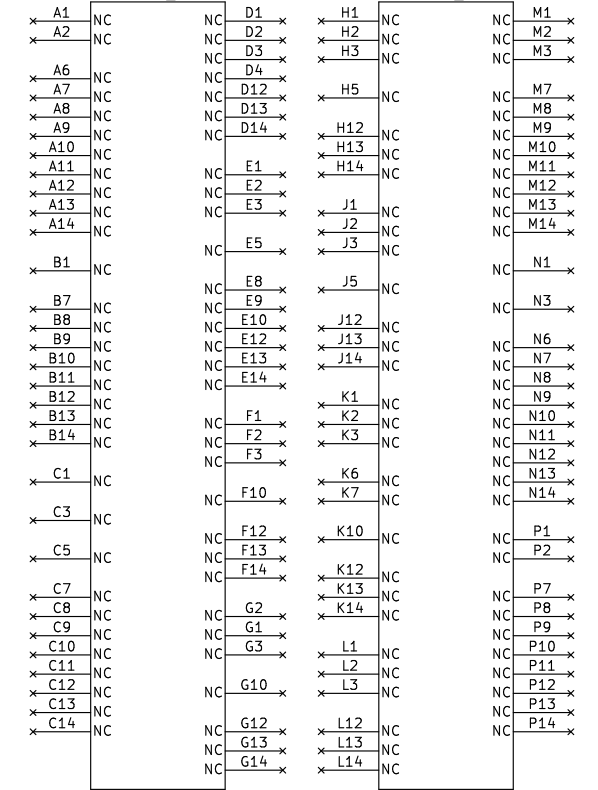 A1 NC
A2 NC
A6 NC
A7 NC
A8 NC
A9 NC
A10 NC
A11 NC
A12 NC
A13 NC
A14 NC
B1 NC
B7 NC
B8 NC
B9 NC
B10 NC
B11 NC
B12 NC
B13 NC
B14 NC
C1 NC
C3 NC
C5 NC
C7 NC
C8 NC
C9 NC
C10 NC
C11 NC
C12 NC
C13 NC
C14 NC
NC D1
NC D2
NC D3
NC D4
NC D12
NC D13
NC D14
NC E1
NC E2
NC E3
NC E5
NC E8
NC E9
NC E10
NC E12
NC E13
NC E14
NC F1
NC F2
NC F3
NC F10
NC F12
NC F13
NC F14
NC G2
NC G1
NC G3
NC G10
NC G12
NC G13
NC G14
H1 NC
H2 NC
H3 NC
H5 NC
H12 NC
H13 NC
H14 NC
J1 NC
J2 NC
J3 NC
J5 NC
J12 NC
J13 NC
J14 NC
K1 NC
K2 NC
K3 NC
K6 NC
K7 NC
K10 NC
K12 NC
K13 NC
K14 NC
L1 NC
L2 NC
L3 NC
L12 NC
L13 NC
L14 NC
NC M1
NC M2
NC M3
NC M7
NC M8
NC M9
NC M10
NC M11
NC M12
NC M13
NC M14
NC N1
NC N3
NC N6
NC N7
NC N8
NC N9
NC N10
NC N11
NC N12
NC N13
NC N14
NC P1
NC P2
NC P7
NC P8
NC P9
NC P10
NC P11
NC P12
NC P13
NC P14